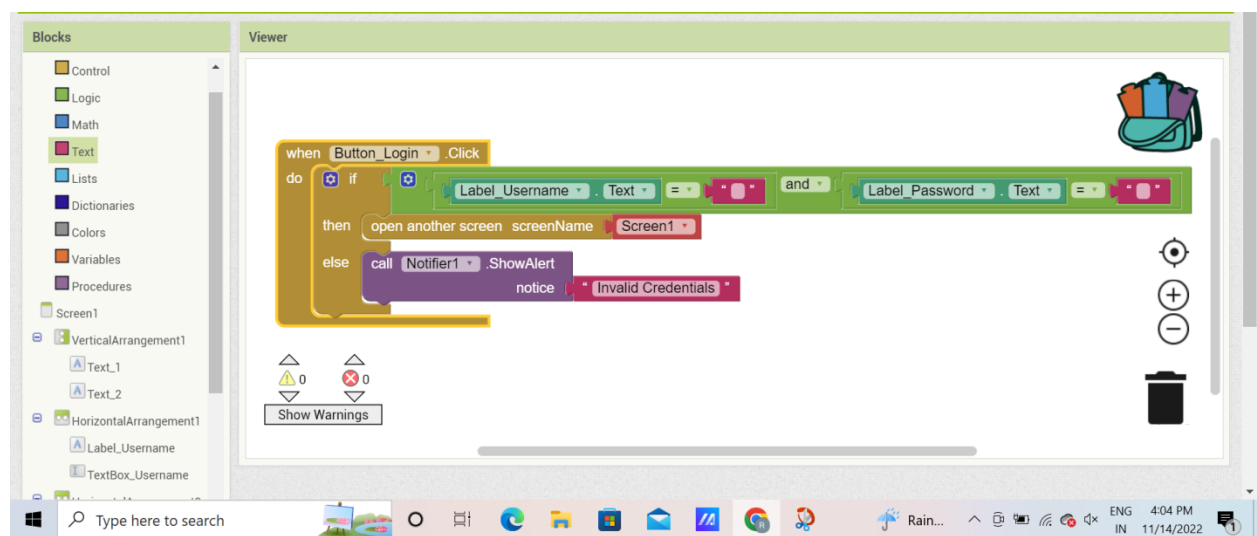 Blocks
Viewer
Control
Logic
Math
Text
Lists
Dictionaries
Colors
Variables
Procedures
Screen1
VerticalArrangement1
Text_1
Text_2
HorizontalArrangement1
Label_Username
TextBox_Username
when Button_Login .Click
do if Label_Username . Text = " " and Label_Password . Text = " "
then open another screen screenName Screen1
else call Notifier1 .ShowAlert
notice " Invalid Credentials "
0 0
Show Warnings
Type here to search
Rain... ENG 4:04 PM
IN 11/14/2022
1